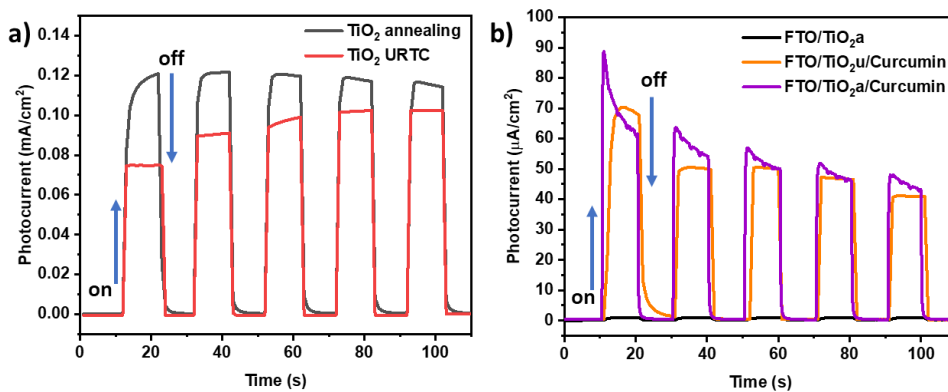 a)
TiO2 annealing
TiO2 URTC
off
on
Photocurrent (mA/cm2)
0.14
0.12
0.10
0.08
0.06
0.04
0.02
0.00
0 20 40 60 80 100
Time (s)
b)
FTO/TiO2a
FTO/TiO2u/Curcumin
FTO/TiO2a/Curcumin
off
on
Photocurrent (μA/cm2)
100
90
80
70
60
50
40
30
20
10
0
0 20 40 60 80 100
Time (s)